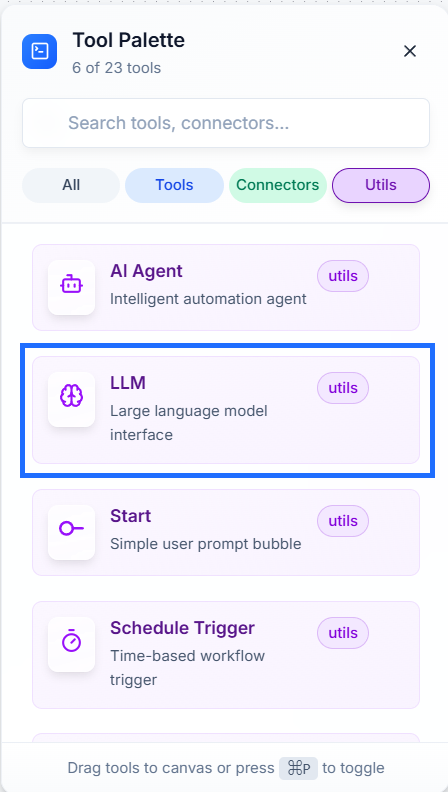 Tool Palette
6 of 23 tools
Search tools, connectors...
All Tools Connectors Utils
AI Agent utils
Intelligent automation agent
LLM utils
Large language model
interface
Start utils
Simple user prompt bubble
Schedule Trigger utils
Time-based workflow
trigger
Drag tools to canvas or press ⌘P to toggle